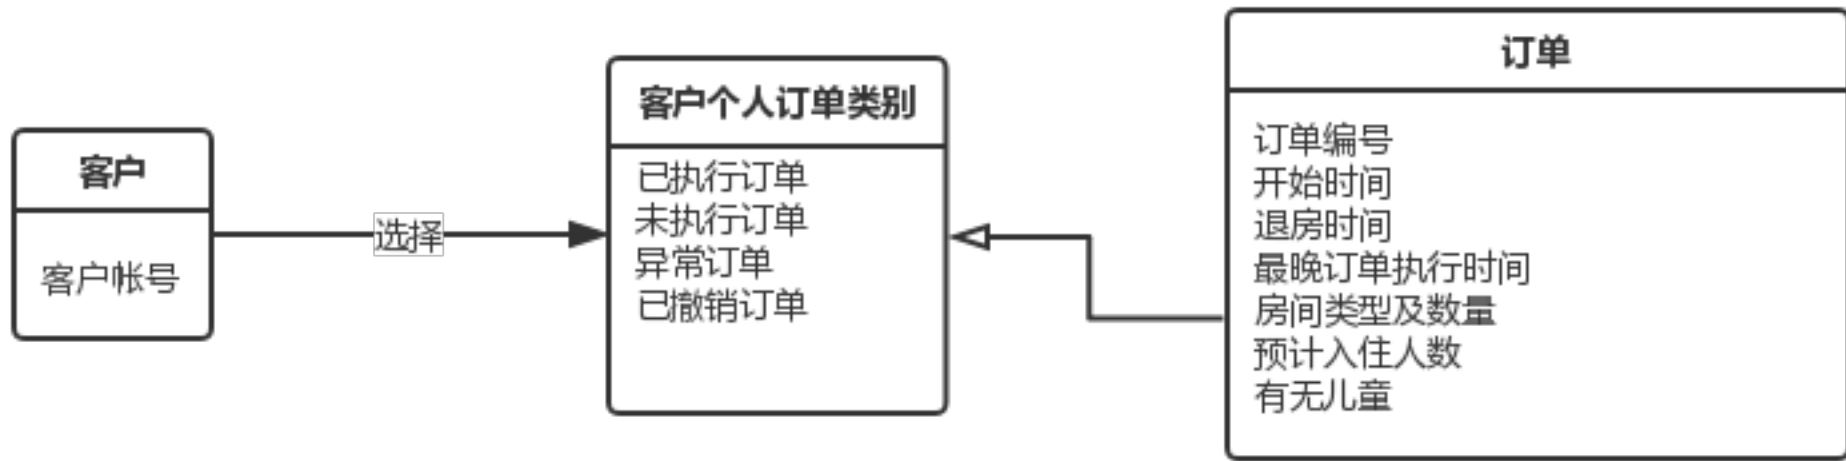 客户
客户帐号
选择
客户个人订单类别
已执行订单
未执行订单
异常订单
已撤销订单
订单
订单编号
开始时间
退房时间
最晚订单执行时间
房间类型及数量
预计入住人数
有无儿童